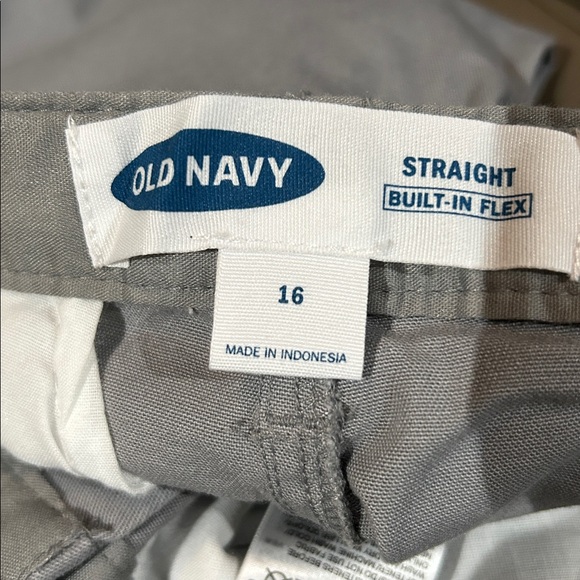 OLD NAVY
STRAIGHT
BUILT-IN FLEX
16
MADE IN INDONESIA